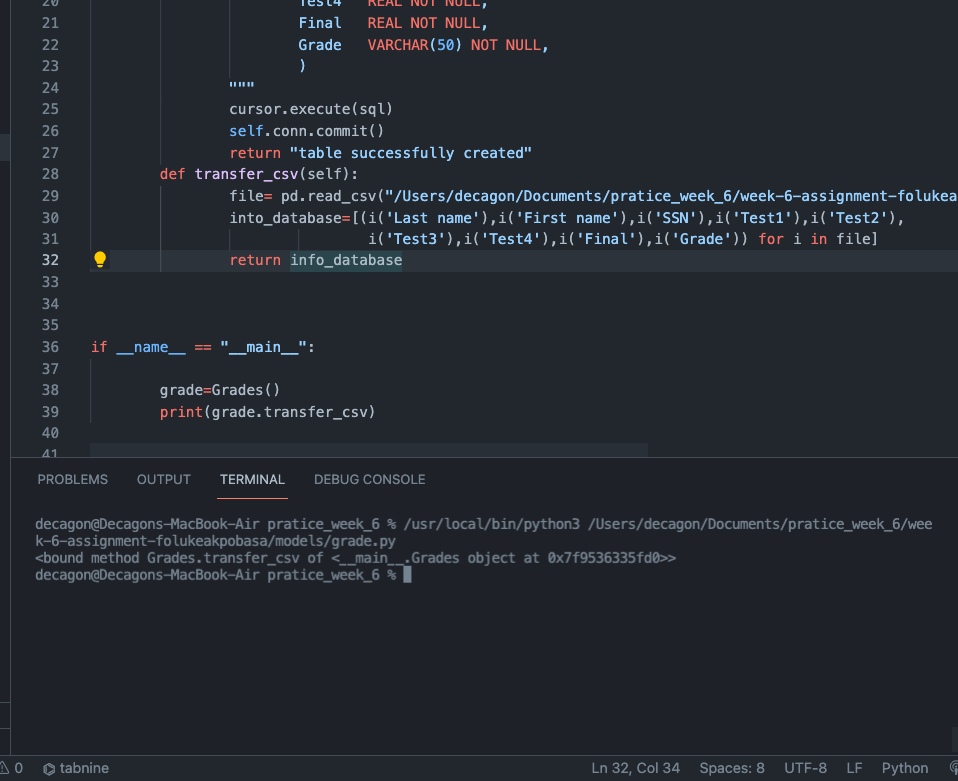 20 Test4 REAL NOT NULL,
21 Final REAL NOT NULL,
22 Grade VARCHAR(50) NOT NULL,
23 )
24 """
25 cursor.execute(sql)
26 self.conn.commit()
27 return "table successfully created"
28 def transfer_csv(self):
29 file= pd.read_csv("/Users/decagon/Documents/pratice_week_6/week-6-assignment-folukea
30 into_database=[(i('Last name'),i('First name'),i('SSN'),i('Test1'),i('Test2'),
31 i('Test3'),i('Test4'),i('Final'),i('Grade')) for i in file]
32 return info_database
33
34
35
36 if __name__ == "__main__":
37
38 grade=Grades()
39 print(grade.transfer_csv)
40
41
PROBLEMS OUTPUT TERMINAL DEBUG CONSOLE
decagon@Decagons-MacBook-Air pratice_week_6 % /usr/local/bin/python3 /Users/decagon/Documents/pratice_week_6/wee
k-6-assignment-folukeakpobasa/models/grade.py
<bound method Grades.transfer_csv of <__main__.Grades object at 0x7f9536335fd0>>
decagon@Decagons-MacBook-Air pratice_week_6 %
0 tabnine Ln 32, Col 34 Spaces: 8 UTF-8 LF Python